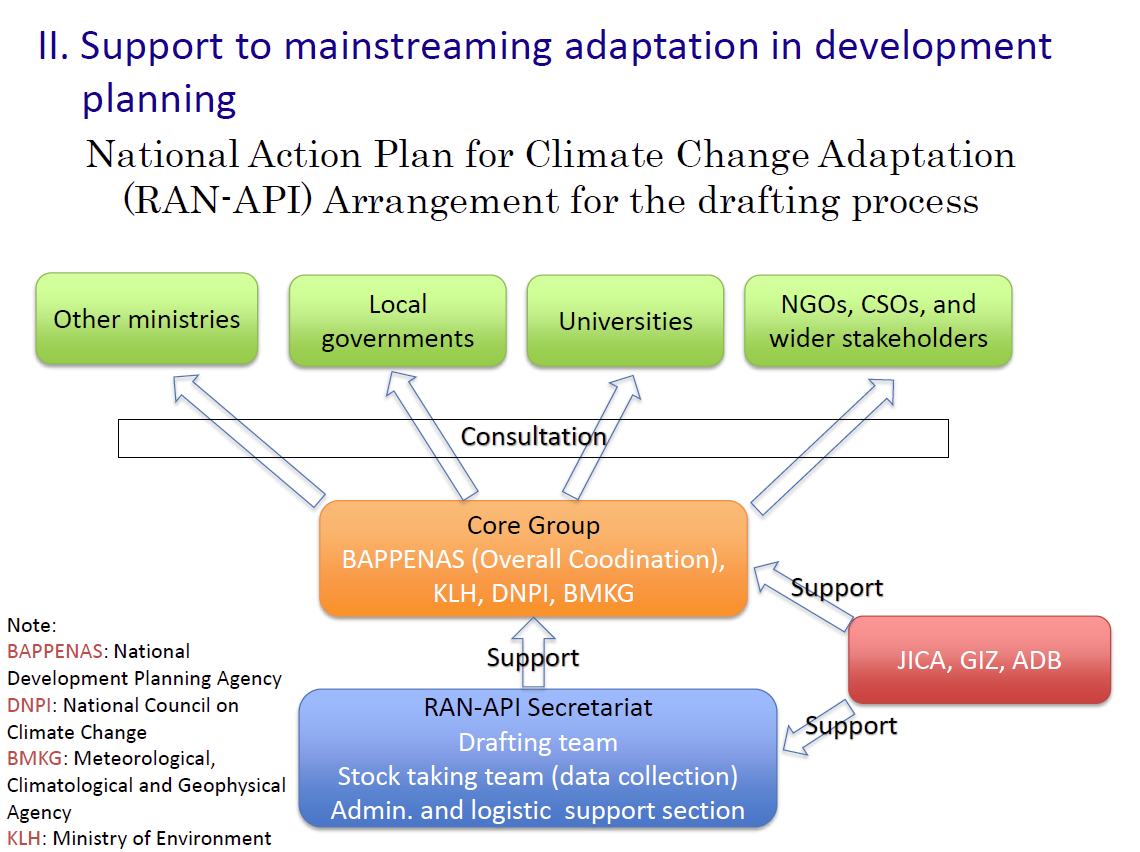 II. Support to mainstreaming adaptation in development
planning
National Action Plan for Climate Change Adaptation
(RAN-API) Arrangement for the drafting process
Other ministries
Local
governments
Universities
NGOs, CSOs, and
wider stakeholders
Consultation
Core Group
BAPPENAS (Overall Coodination),
KLH, DNPI, BMKG
Support
JICA, GIZ, ADB
Support
Support
RAN-API Secretariat
Drafting team
Stock taking team (data collection)
Admin. and logistic support section
Note:
BAPPENAS: National
Development Planning Agency
DNPI: National Council on
Climate Change
BMKG: Meteorological,
Climatological and Geophysical
Agency
KLH: Ministry of Environment